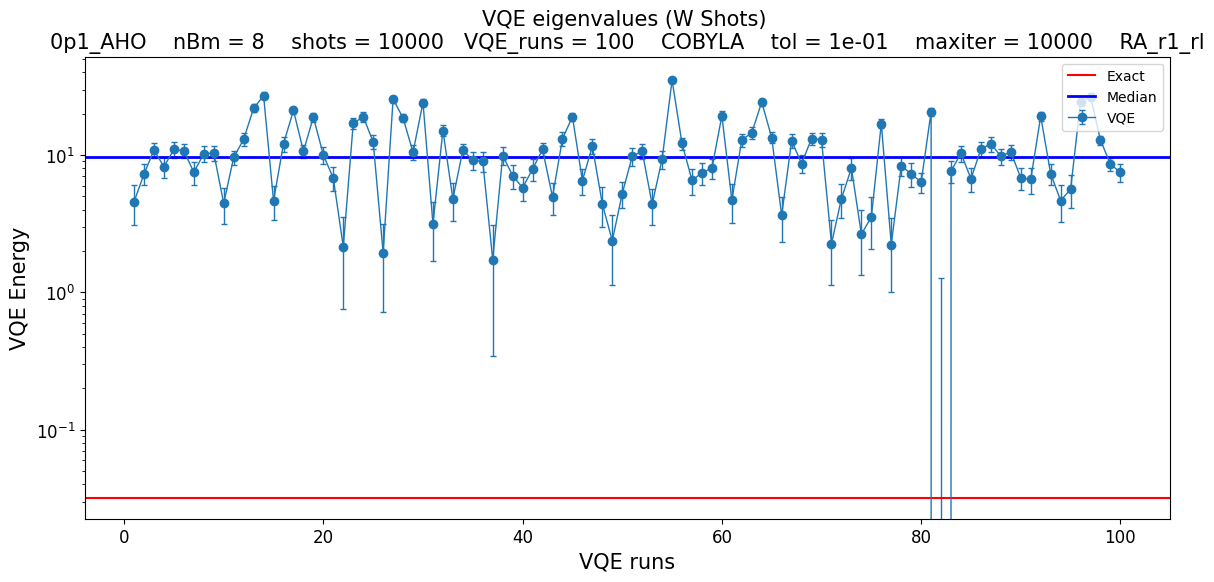 VQE eigenvalues (W Shots)
0p1_AHO nBm = 8 shots = 10000 VQE_runs = 100 COBYLA tol = 1e-01 maxiter = 10000 RA_r1_rl
Exact
Median
VQE
10¹
10⁰
10⁻¹
VQE Energy
0 20 40 60 80 100
VQE runs